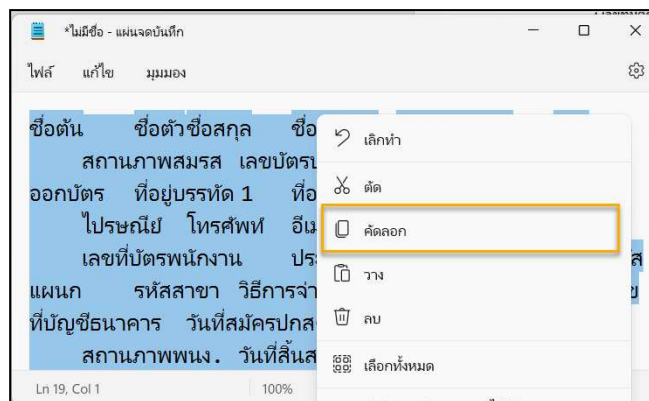 *ไม่มีชื่อ - แผ่นจดบันทึก
ไฟล์ แก้ไข มุมมอง
ชื่อต้น ชื่อตัวชื่อสกุล ชื่อ
สถานภาพสมรส เลขบัตรป
ออกบัตร ที่อยู่บรรทัด 1 ที่อ
ไปรษณีย์ โทรศัพท์ อีเม
เลขที่บัตรพนักงาน ประ
แผนก รหัสสาขา วิธีการจ่า
ที่บัญชีธนาคาร วันที่สมัครปกส
สถานภาพพนง. วันที่สิ้นส
เลิกทำ
ตัด
คัดลอก
วาง
ลบ
เลือกทั้งหมด
Ln 19, Col 1 100%